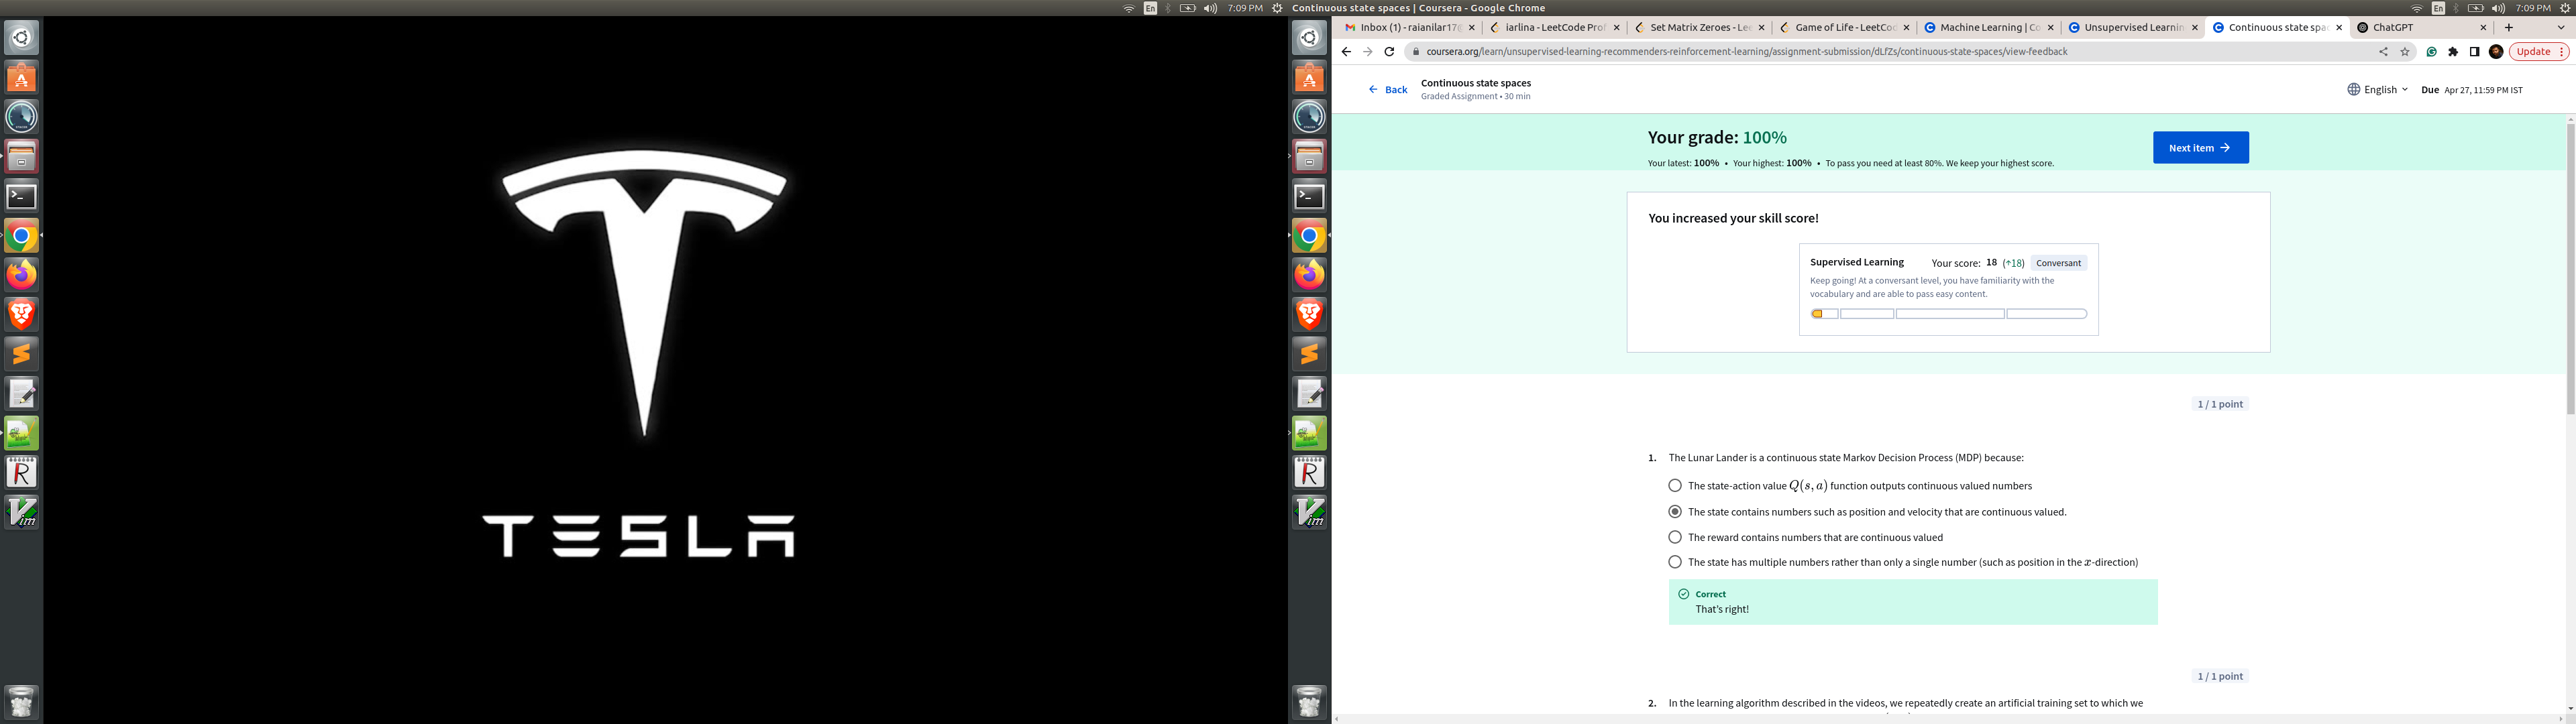 En
7:09 PM
Continuous state spaces | Coursera - Google Chrome
En
7:09 PM
TESLA
Inbox (1) - raianilar17@
iarlina - LeetCode Prof
Set Matrix Zeroes - Lee
Game of Life - LeetCod
Machine Learning | Co
Unsupervised Learnin
Continuous state spac
ChatGPT
coursera.org/learn/unsupervised-learning-recommenders-reinforcement-learning/assignment-submission/dLfZs/continuous-state-spaces/view-feedback
Update
Back
Continuous state spaces
Graded Assignment • 30 min
English
Due Apr 27, 11:59 PM IST
Your grade: 100%
Your latest: 100% • Your highest: 100% • To pass you need at least 80%. We keep your highest score.
Next item →
You increased your skill score!
Supervised Learning
Your score: 18 (↑18) Conversant
Keep going! At a conversant level, you have familiarity with the
vocabulary and are able to pass easy content.
1 / 1 point
1. The Lunar Lander is a continuous state Markov Decision Process (MDP) because:
The state-action value Q(s, a) function outputs continuous valued numbers
The state contains numbers such as position and velocity that are continuous valued.
The reward contains numbers that are continuous valued
The state has multiple numbers rather than only a single number (such as position in the x-direction)
Correct
That's right!
1 / 1 point
2. In the learning algorithm described in the videos, we repeatedly create an artificial training set to which we